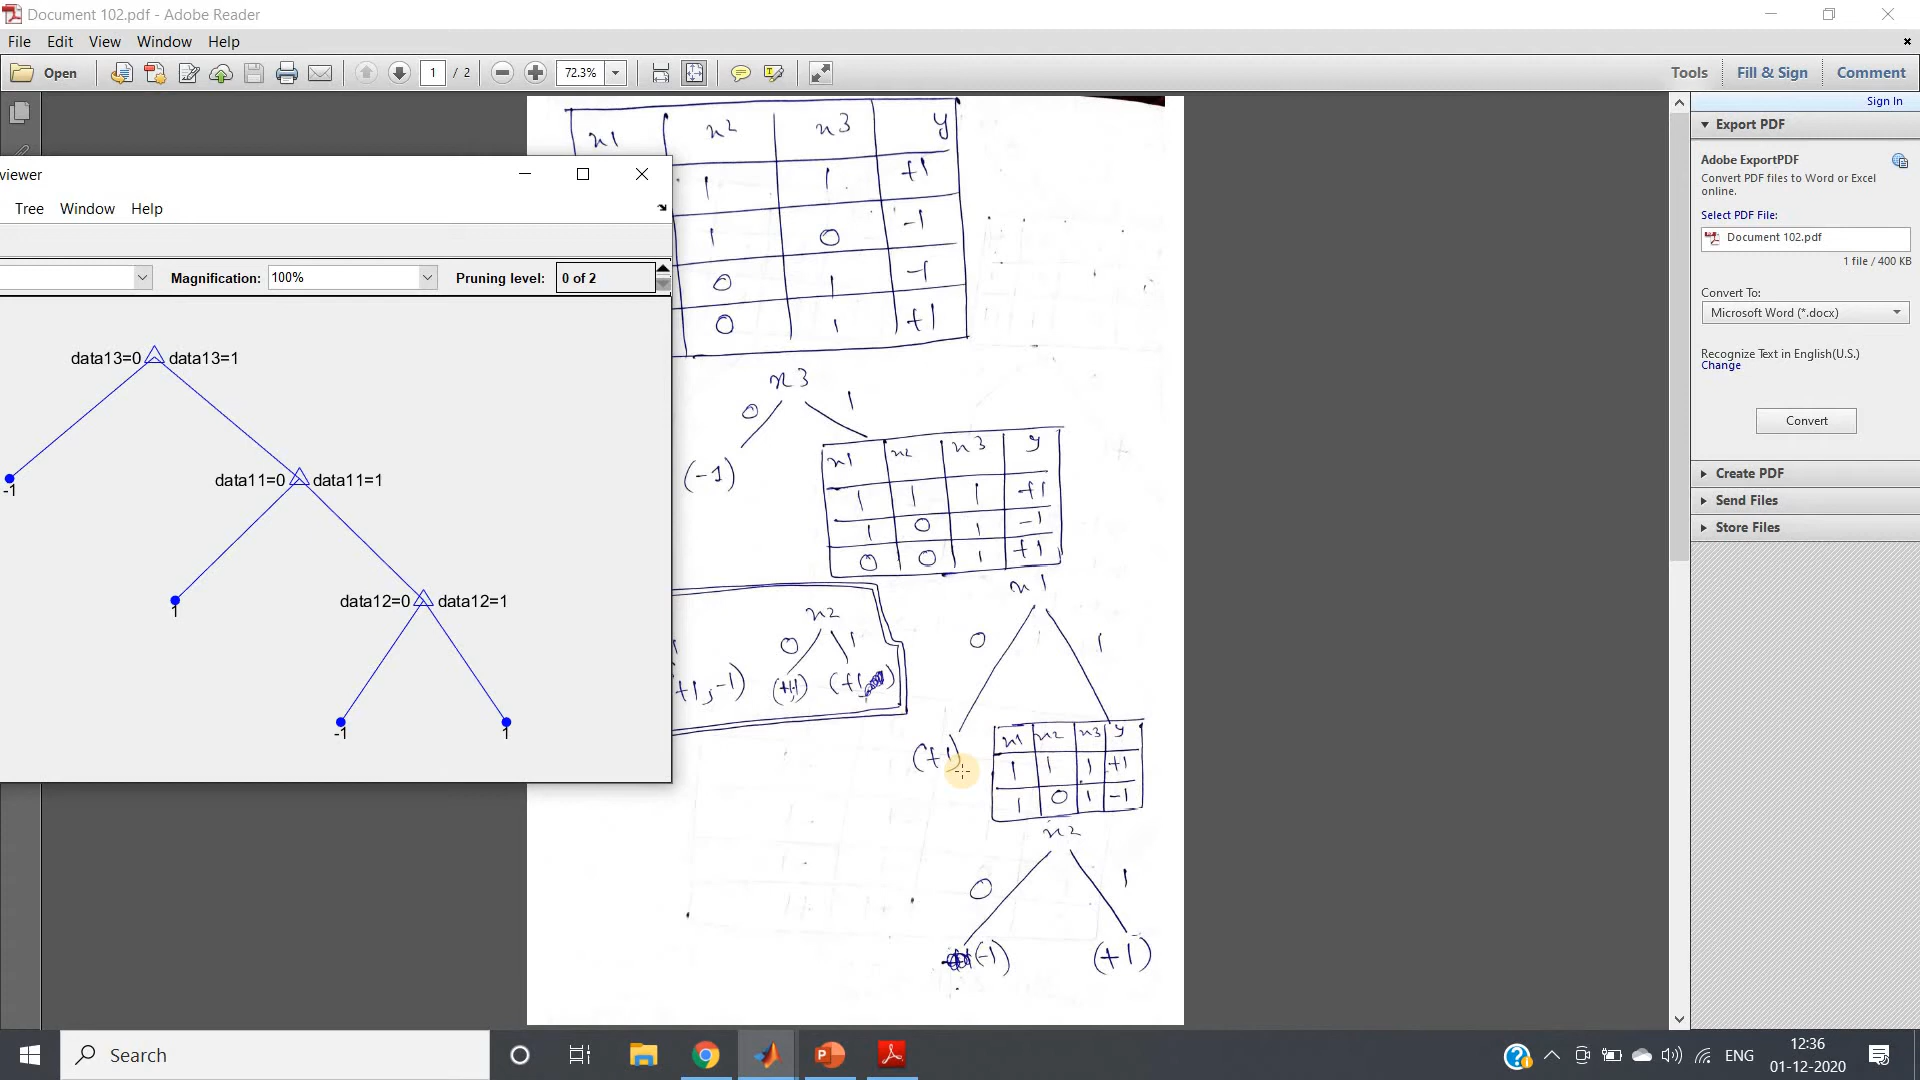 Document 102.pdf - Adobe Reader
File Edit View Window Help
Open 1 / 2 72.3% Tools Fill & Sign Comment
Sign In
Export PDF
Adobe ExportPDF
Convert PDF files to Word or Excel
online.
Select PDF File:
Document 102.pdf
1 file / 400 KB
Convert To:
Microsoft Word (*.docx)
Recognize Text in English(U.S.)
Change
Convert
Create PDF
Send Files
Store Files
viewer
Tree Window Help
Magnification: 100% Pruning level: 0 of 2
data13=0 data13=1
-1
data11=0 data11=1
1
data12=0 data12=1
-1 1
x1 x2 x3 y
1 1 +1
1 0 -1
0 1 -1
0 1 +1
x3
0 1
(-1)
x1 x2 x3 y
1 1 1 +1
1 0 1 -1
0 0 1 +1
x1
0 1
x2
0 1
+1,-1) (+1) (+1)
(+1)
x1 x2 x3 y
1 1 1 +1
1 0 1 -1
x2
0 1
(-1) (+1)
Search
ENG
12:36
01-12-2020